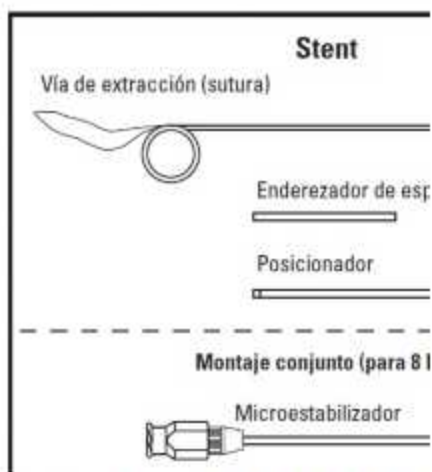 Stent
Vía de extracción (sutura)
Enderezador de esp
Posicionador
Montaje conjunto (para 8
Microestabilizador